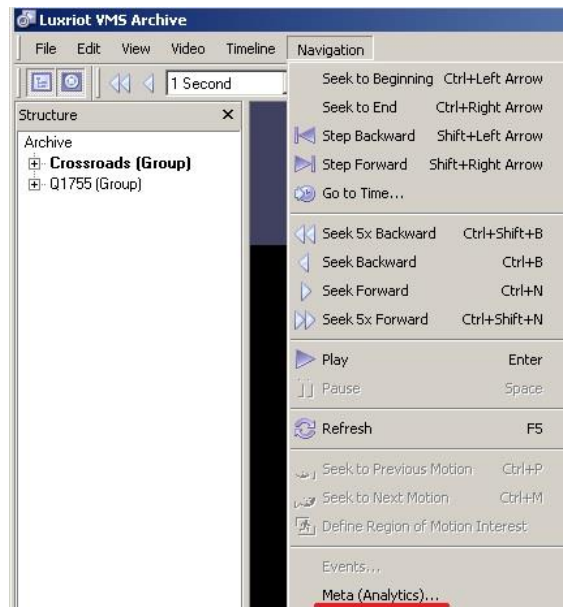 Luxriot VMS Archive
File Edit View Video Timeline Navigation
1 Second
Structure
Archive
Crossroads (Group)
Q1755 (Group)
Seek to Beginning Ctrl+Left Arrow
Seek to End Ctrl+Right Arrow
Step Backward Shift+Left Arrow
Step Forward Shift+Right Arrow
Go to Time...
Seek 5x Backward Ctrl+Shift+B
Seek Backward Ctrl+B
Seek Forward Ctrl+N
Seek 5x Forward Ctrl+Shift+N
Play Enter
Pause Space
Refresh F5
Seek to Previous Motion Ctrl+P
Seek to Next Motion Ctrl+M
Define Region of Motion Interest
Events...
Meta (Analytics)...